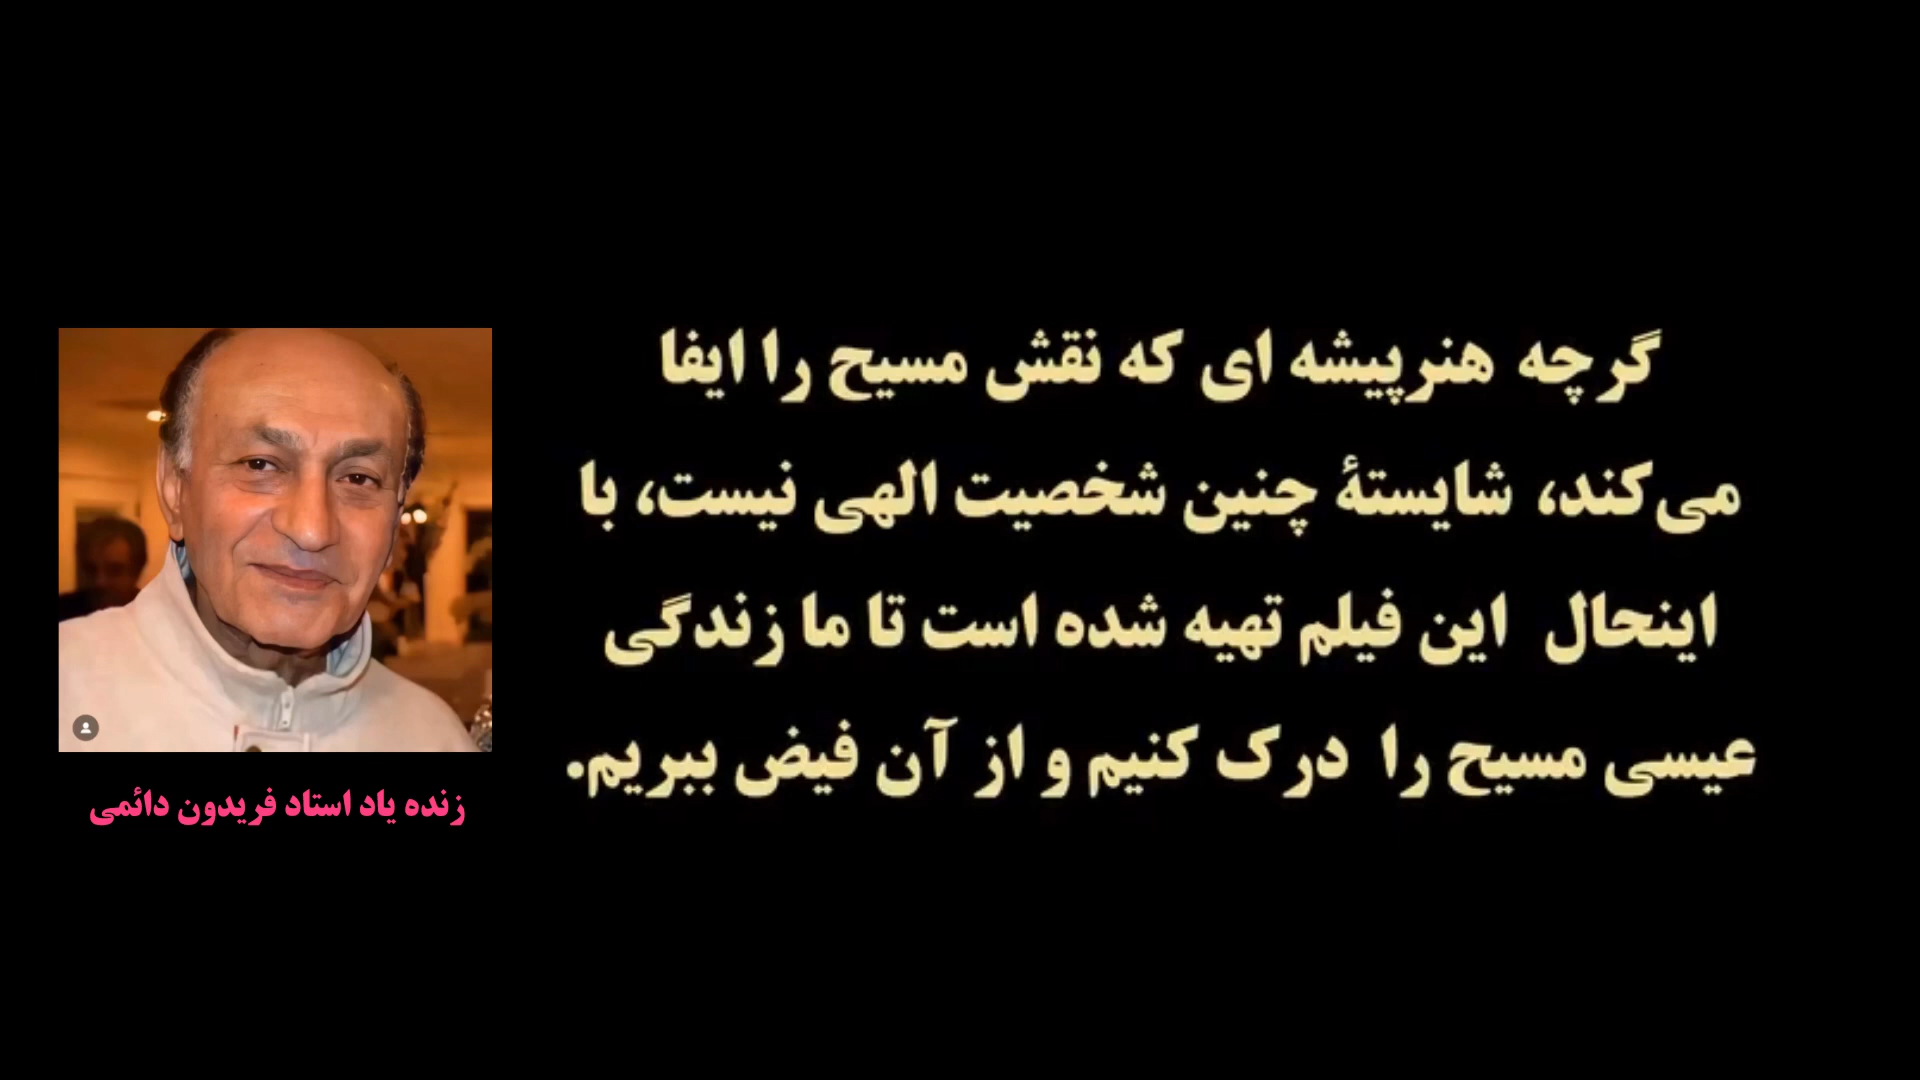 گرچه هنرپیشه ای که نقش مسیح را ایفا
می‌کند، شایستهٔ چنین شخصیت الهی نیست، با
اینحال این فیلم تهیه شده است تا ما زندگی
عیسی مسیح را درک کنیم و از آن فیض ببریم.
زنده یاد استاد فریدون دائمی